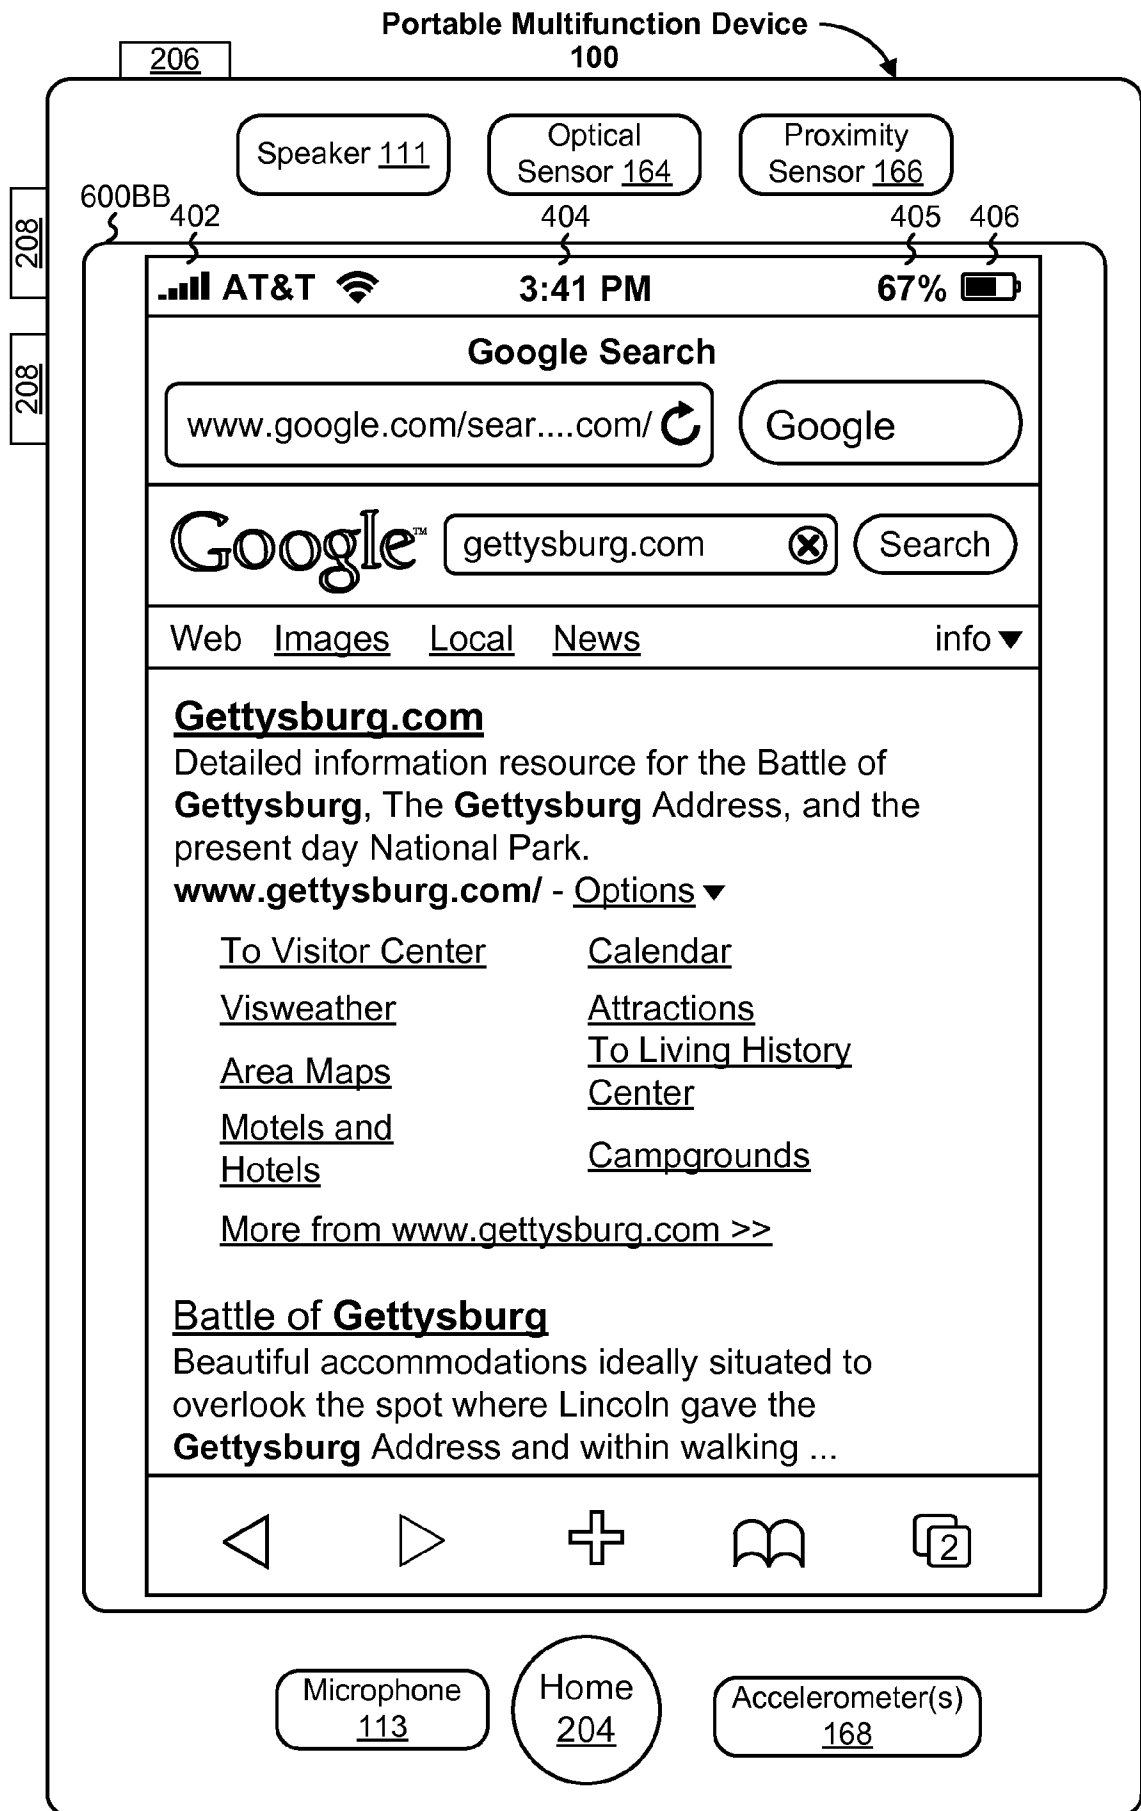 Portable Multifunction Device
100
206
Speaker 111
Optical
Sensor 164
Proximity
Sensor 166
208
208
600BB
402
404
405
406
AT&T
3:41 PM
67%
Google Search
www.google.com/sear....com/
Google
Google™
gettysburg.com
Search
Web Images Local News info
Gettysburg.com
Detailed information resource for the Battle of
Gettysburg, The Gettysburg Address, and the
present day National Park.
www.gettysburg.com/ - Options
To Visitor Center
Calendar
Visweather
Attractions
Area Maps
To Living History
Center
Motels and
Hotels
Campgrounds
More from www.gettysburg.com >>
Battle of Gettysburg
Beautiful accommodations ideally situated to
overlook the spot where Lincoln gave the
Gettysburg Address and within walking ...
2
Microphone
113
Home
204
Accelerometer(s)
168